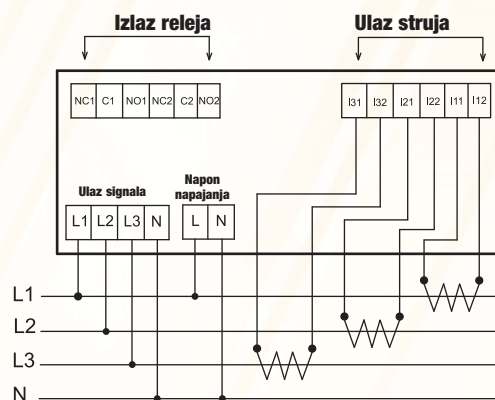 Izlaz releja
Ulaz struja
NC1 C1 NO1 NC2 C2 NO2
I31 I32 I21 I22 I11 I12
Ulaz signala
Napon
napajanja
L1 L2 L3 N
L N
L1
L2
L3
N